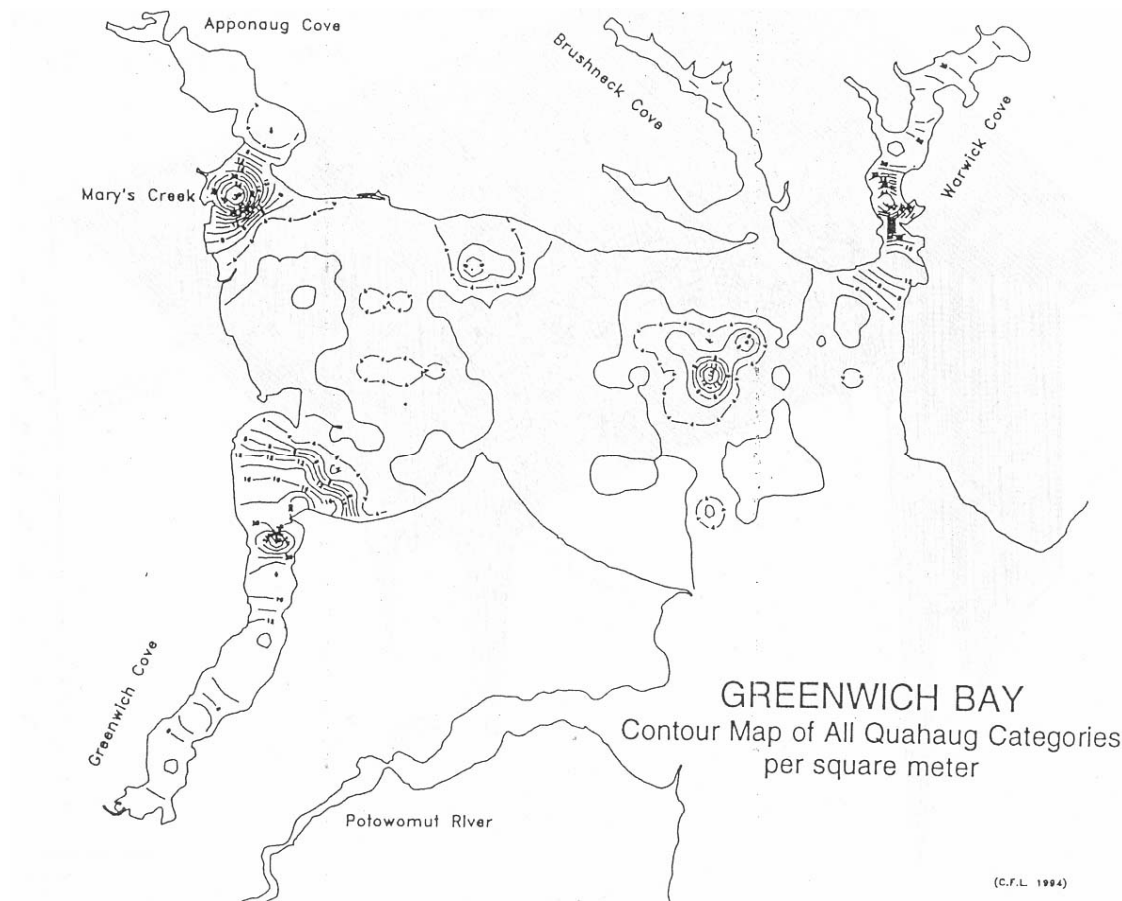 Apponaug Cove
Brushneck Cove
Warwick Cove
Mary's Creek
Greenwich Cove
GREENWICH BAY
Contour Map of All Quahaug Categories
per square meter
Potowomut River
(C.F.L. 1994)